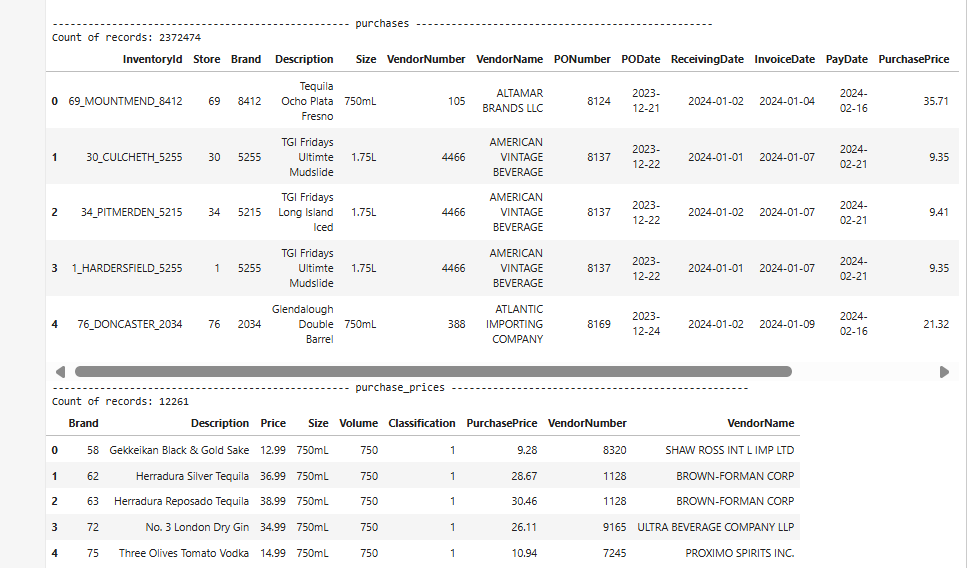 --------------------------------------------- purchases ---------------------------------------------
Count of records: 2372474
InventoryId Store Brand Description Size VendorNumber VendorName PONumber PODate ReceivingDate InvoiceDate PayDate PurchasePrice
0 69_MOUNTMEND_8412 69 8412 Tequila Ocho Plata Fresno 750mL 105 ALTAMAR BRANDS LLC 8124 2023-12-21 2024-01-02 2024-01-04 2024-02-16 35.71
1 30_CULCHETH_5255 30 5255 TGI Fridays Ultimte Mudslide 1.75L 4466 AMERICAN VINTAGE BEVERAGE 8137 2023-12-22 2024-01-01 2024-01-07 2024-02-21 9.35
2 34_PITMERDEN_5215 34 5215 TGI Fridays Long Island Iced 1.75L 4466 AMERICAN VINTAGE BEVERAGE 8137 2023-12-22 2024-01-02 2024-01-07 2024-02-21 9.41
3 1_HARDERSFIELD_5255 1 5255 TGI Fridays Ultimte Mudslide 1.75L 4466 AMERICAN VINTAGE BEVERAGE 8137 2023-12-22 2024-01-01 2024-01-07 2024-02-21 9.35
4 76_DONCASTER_2034 76 2034 Glendalough Double Barrel 750mL 388 ATLANTIC IMPORTING COMPANY 8169 2023-12-24 2024-01-02 2024-01-09 2024-02-16 21.32
--------------------------------------------- purchase_prices ---------------------------------------------
Count of records: 12261
Brand Description Price Size Volume Classification PurchasePrice VendorNumber VendorName
0 58 Gekkeikan Black & Gold Sake 12.99 750mL 750 1 9.28 8320 SHAW ROSS INT L IMP LTD
1 62 Herradura Silver Tequila 36.99 750mL 750 1 28.67 1128 BROWN-FORMAN CORP
2 63 Herradura Reposado Tequila 38.99 750mL 750 1 30.46 1128 BROWN-FORMAN CORP
3 72 No. 3 London Dry Gin 34.99 750mL 750 1 26.11 9165 ULTRA BEVERAGE COMPANY LLP
4 75 Three Olives Tomato Vodka 14.99 750mL 750 1 10.94 7245 PROXIMO SPIRITS INC.